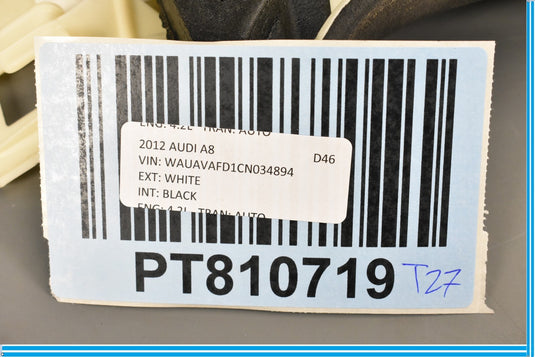 ENG: 4.2L TRAN: AUTO
2012 AUDI A8 D46
VIN: WAUAVAFD1CN034894
EXT: WHITE
INT: BLACK
ENG: 4.2L TRAN: AUTO
PT810719 T27